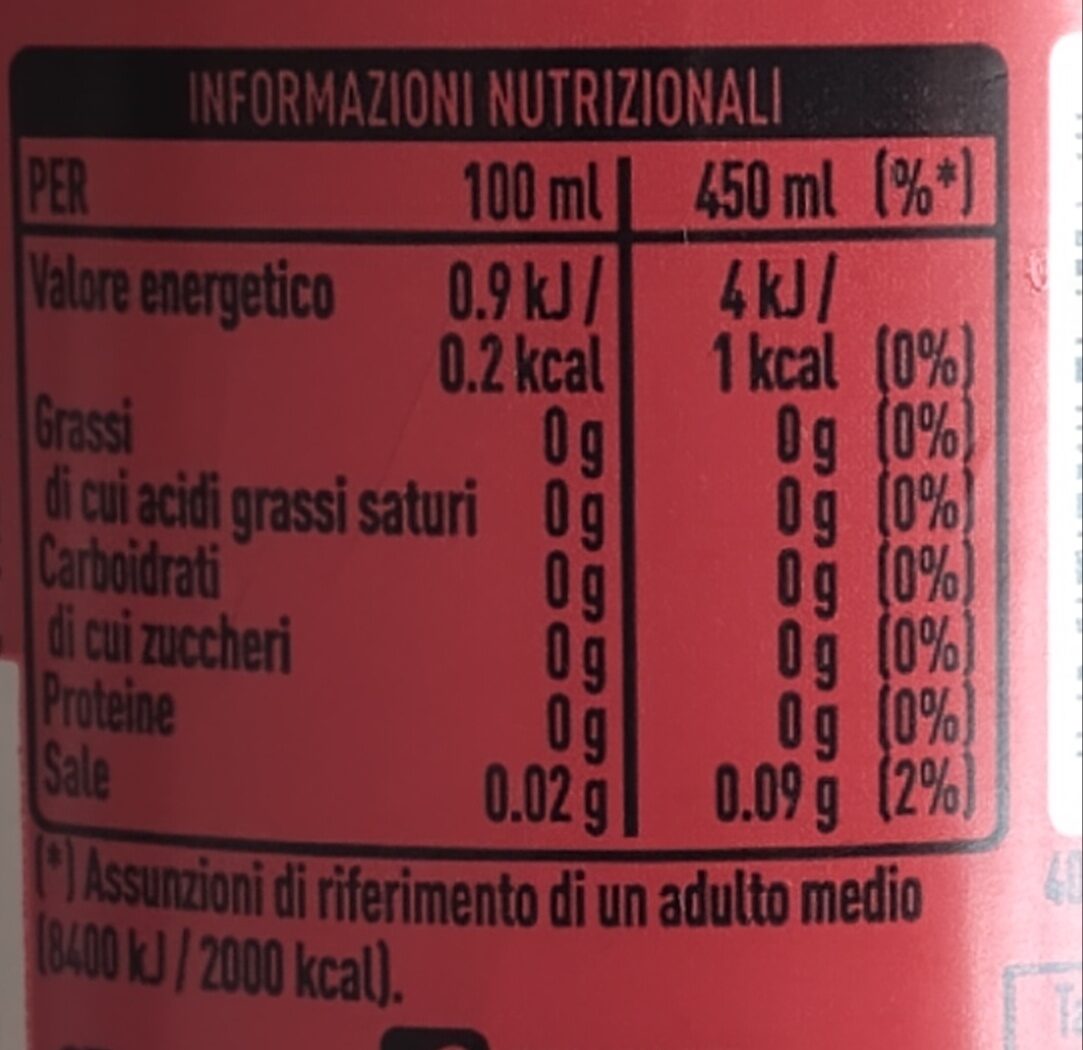 INFORMAZIONI NUTRIZIONALI
PER 100 ml 450 ml (%*)
Valore energetico 0.9 kJ / 4 kJ /
0.2 kcal 1 kcal (0%)
Grassi 0 g 0 g (0%)
di cui acidi grassi saturi 0 g 0 g (0%)
Carboidrati 0 g 0 g (0%)
di cui zuccheri 0 g 0 g (0%)
Proteine 0 g 0 g (0%)
Sale 0.02 g 0.09 g (2%)
(*) Assunzioni di riferimento di un adulto medio
(8400 kJ / 2000 kcal).